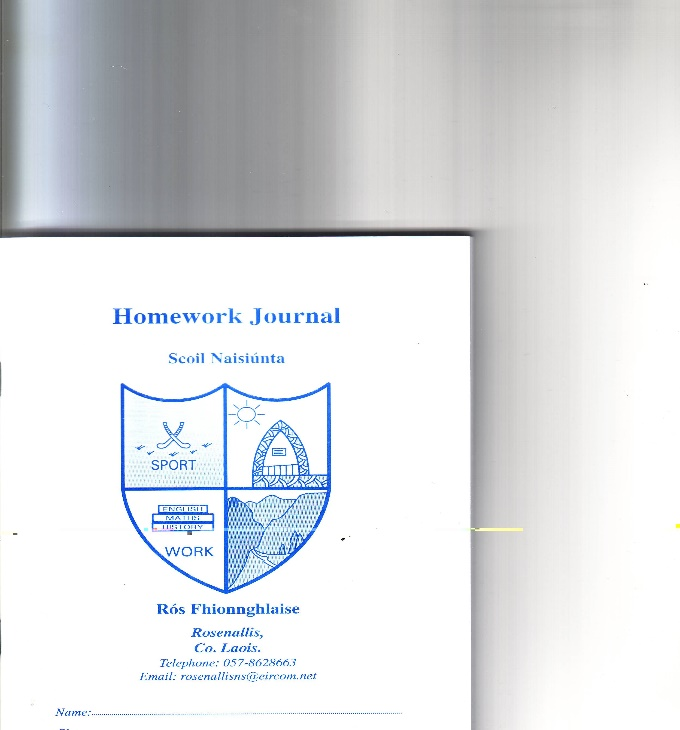 Homework Journal
Scoil Naisiúnta
SPORT
ENGLISH
MATHS
HISTORY
WORK
Rós Fhionnghlaise
Rosenallis,
Co. Laois.
Telephone: 057-8628663
Email: rosenallisns@eircom.net
Name: